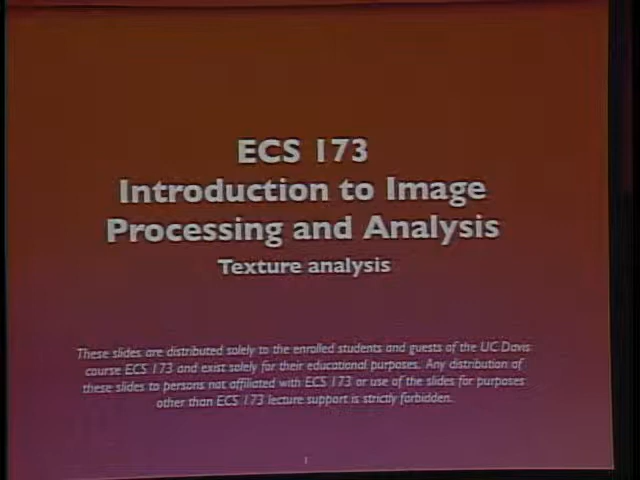 ECS 173
Introduction to Image
Processing and Analysis
Texture analysis
These slides are distributed solely to the enrolled students and guests of the UC Davis
course ECS 173 and exist solely for their educational purposes. Any distribution of
these slides to persons not affiliated with ECS 173 or use of the slides for purposes
other than ECS 173 lecture support is strictly forbidden.
1